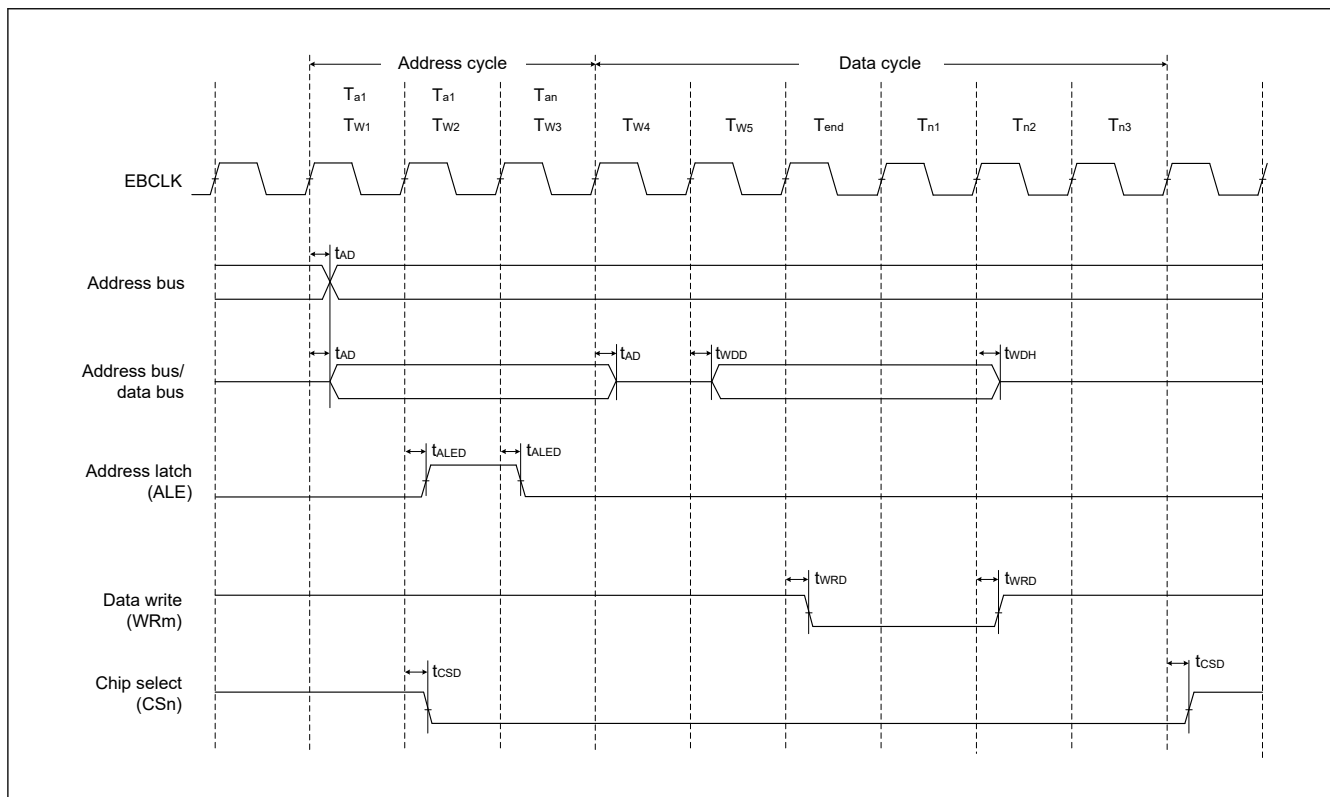 Address cycle Data cycle
Ta1 Ta1 Tan
TW1 TW2 TW3 TW4 TW5 Tend Tn1 Tn2 Tn3
EBCLK
tAD
Address bus
tAD tAD tWDD tWDH
Address bus/
data bus
tALED tALED
Address latch
(ALE)
tWRD tWRD
Data write
(WRm)
tCSD tCSD
Chip select
(CSn)